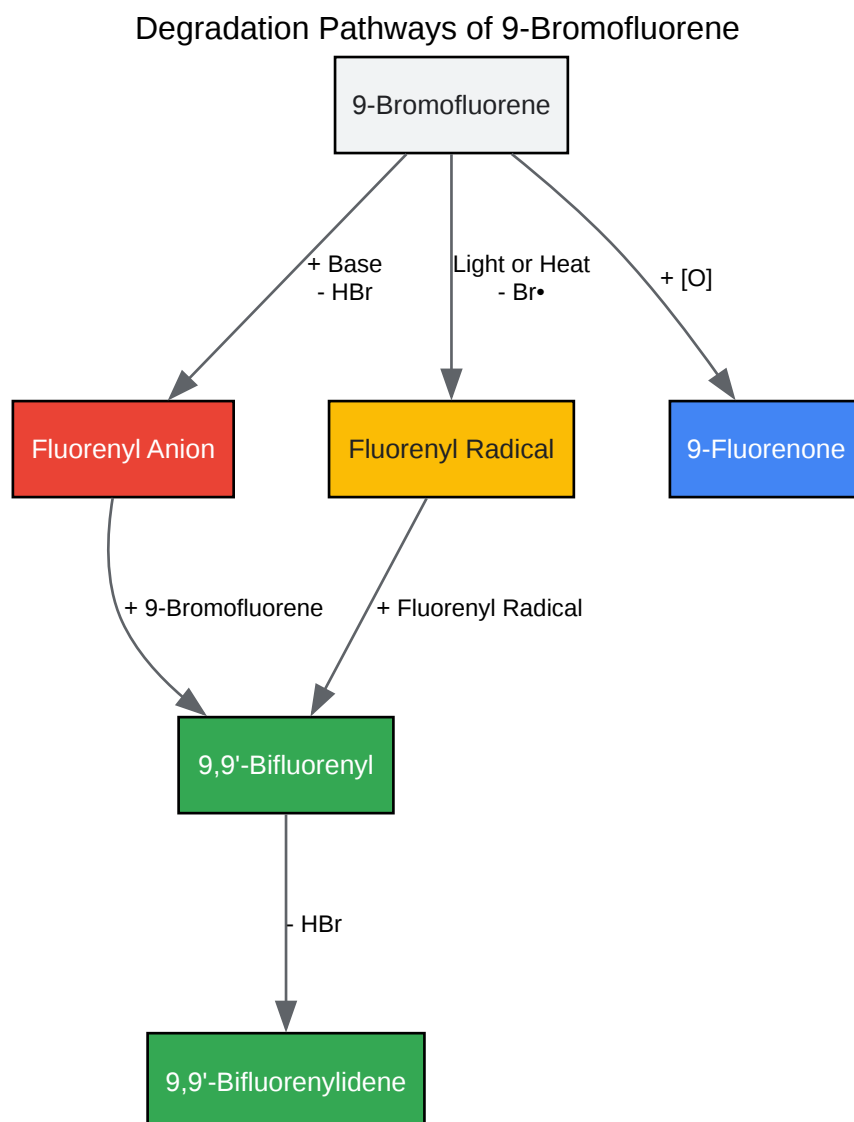 Degradation Pathways of 9-Bromofluorene
9-Bromofluorene
+ Base
- HBr
Light or Heat
- Br•
+ [O]
Fluorenyl Anion
Fluorenyl Radical
9-Fluorenone
+ 9-Bromofluorene
+ Fluorenyl Radical
9,9'-Bifluorenyl
- HBr
9,9'-Bifluorenylidene